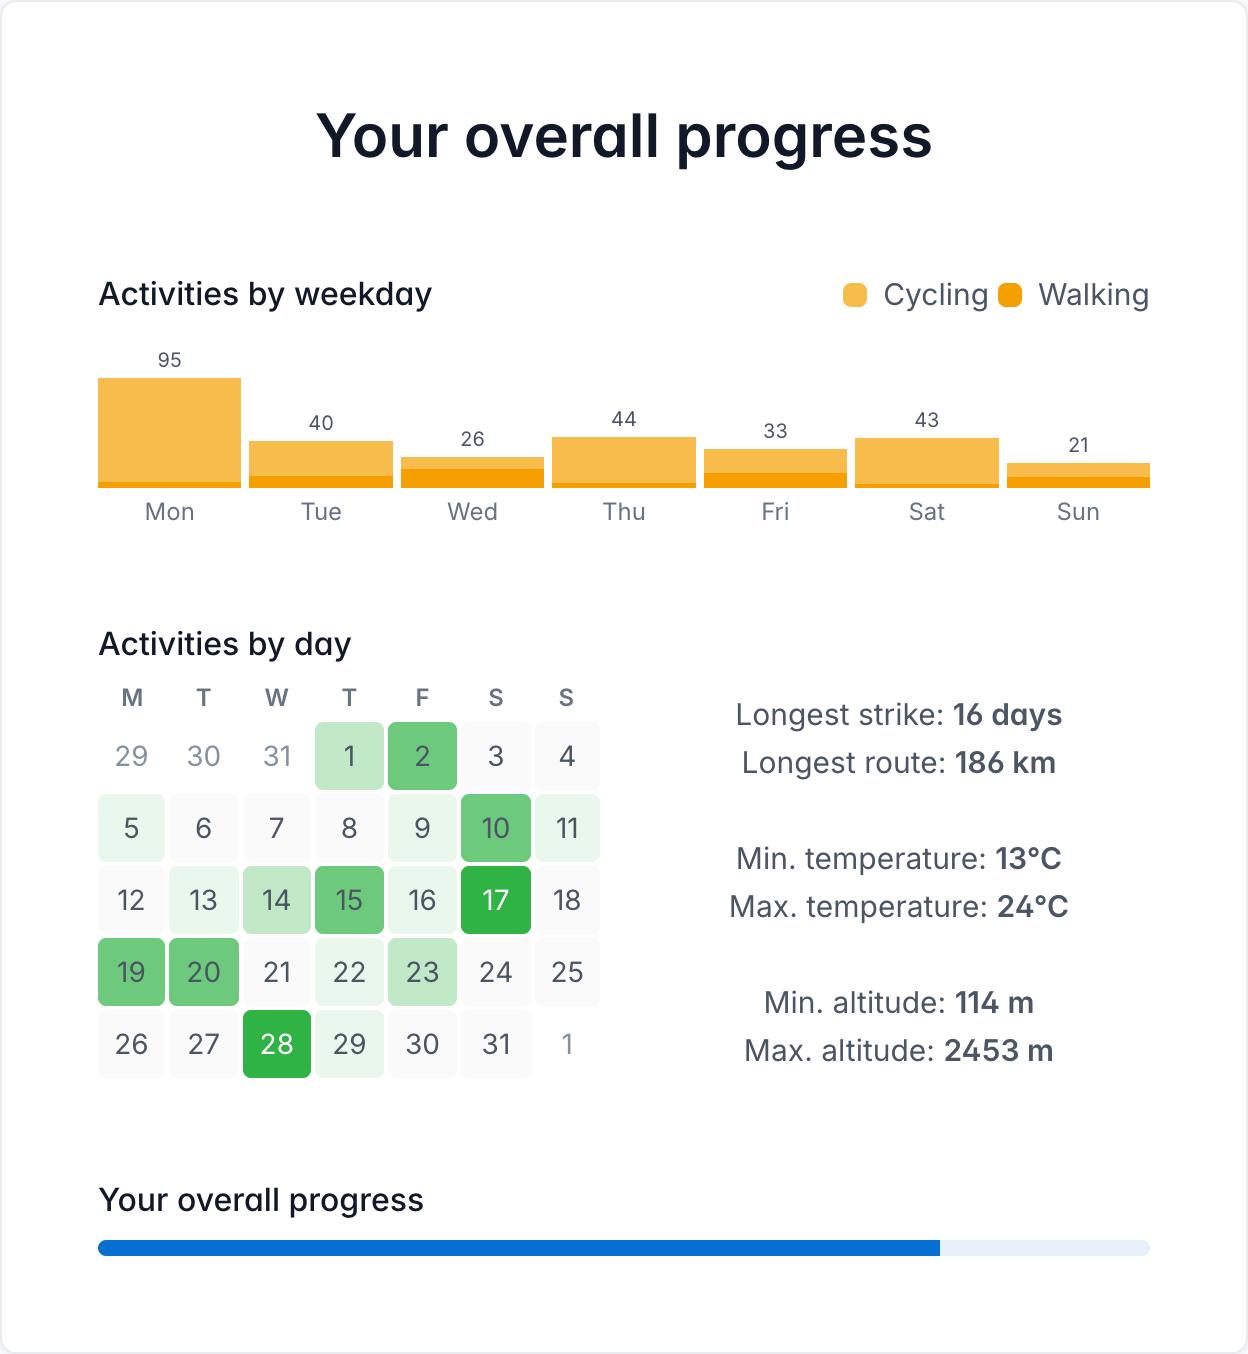 Your overall progress
Activities by weekday
Cycling Walking
95 40 26 44 33 43 21
Mon Tue Wed Thu Fri Sat Sun
Activities by day
M T W T F S S
29 30 31 1 2 3 4
5 6 7 8 9 10 11
12 13 14 15 16 17 18
19 20 21 22 23 24 25
26 27 28 29 30 31 1
Longest strike: 16 days
Longest route: 186 km
Min. temperature: 13°C
Max. temperature: 24°C
Min. altitude: 114 m
Max. altitude: 2453 m
Your overall progress